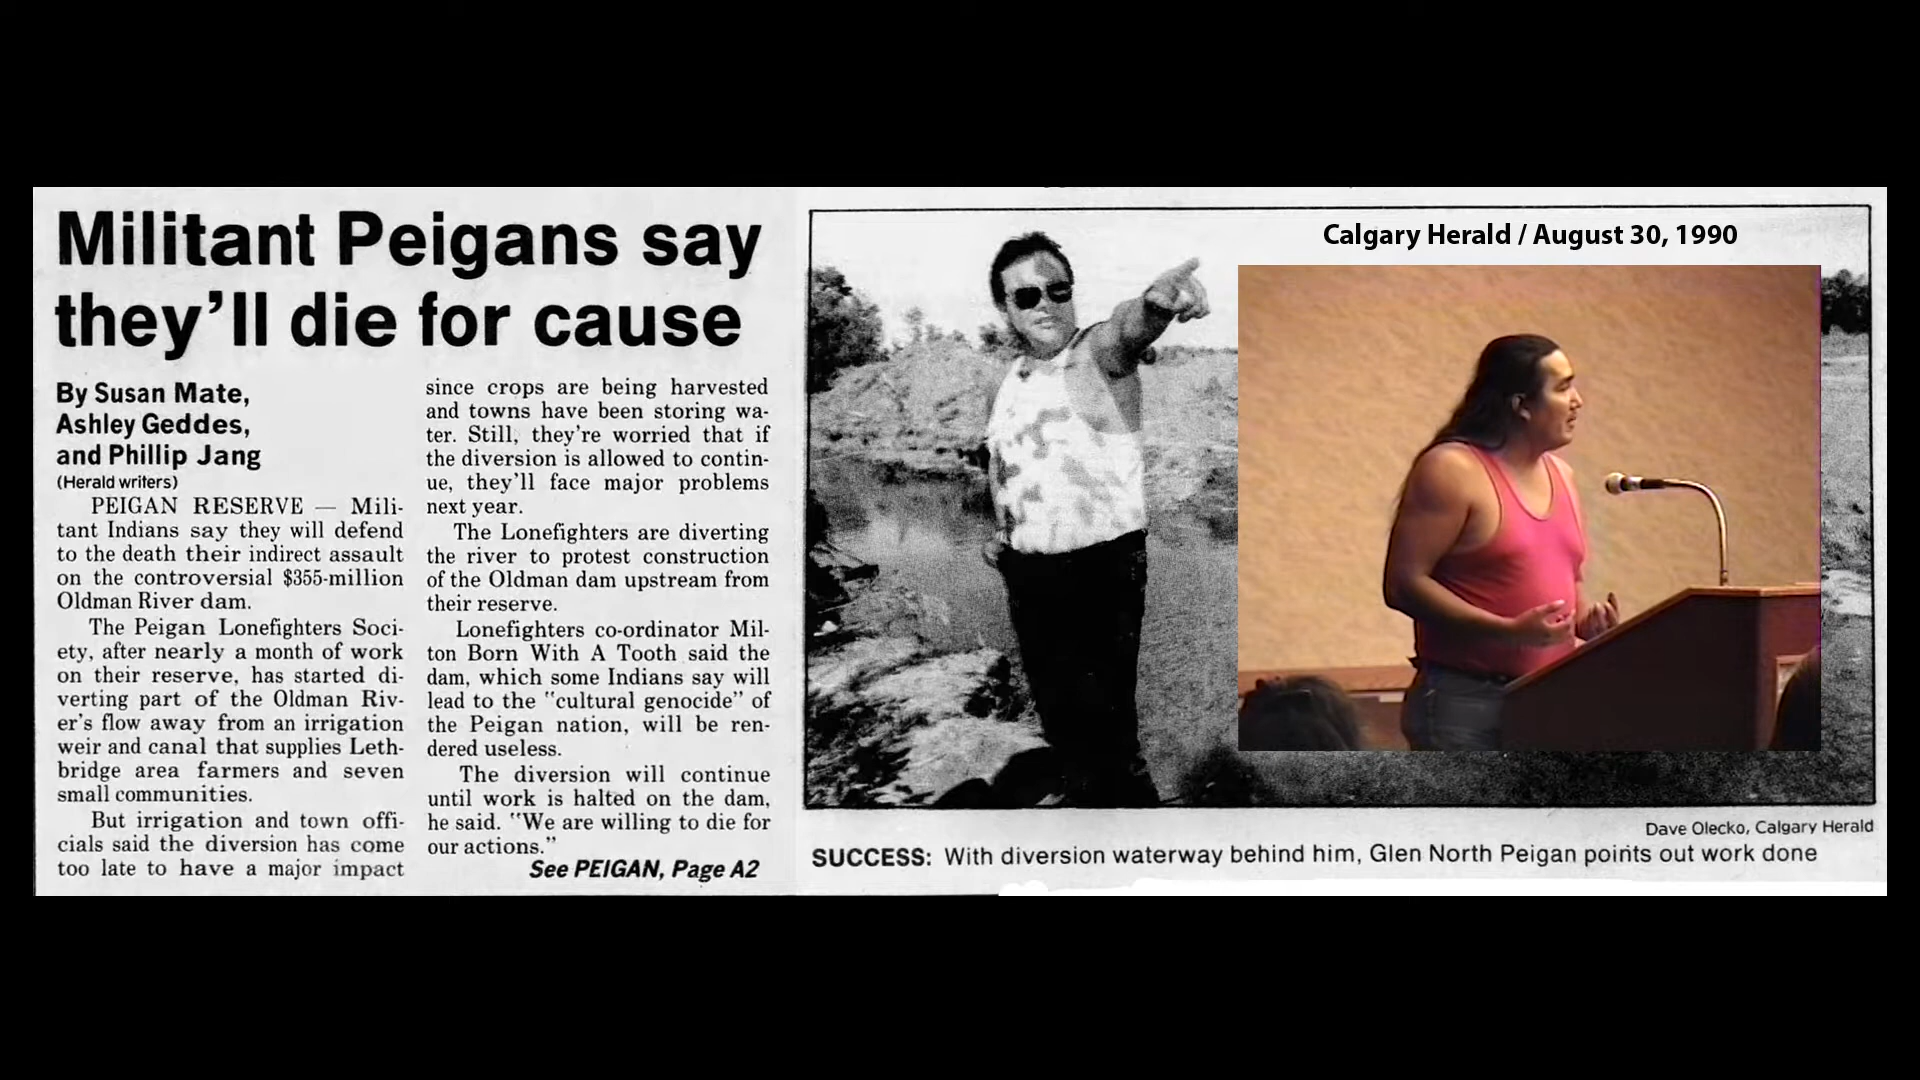 Militant Peigans say
they'll die for cause
By Susan Mate,
Ashley Geddes,
and Phillip Jang
(Herald writers)
PEIGAN RESERVE — Mili-
tant Indians say they will defend
to the death their indirect assault
on the controversial $355-million
Oldman River dam.
The Peigan Lonefighters Soci-
ety, after nearly a month of work
on their reserve, has started di-
verting part of the Oldman Riv-
er's flow away from an irrigation
weir and canal that supplies Leth-
bridge area farmers and seven
small communities.
But irrigation and town offi-
cials said the diversion has come
too late to have a major impact
since crops are being harvested
and towns have been storing wa-
ter. Still, they're worried that if
the diversion is allowed to contin-
ue, they'll face major problems
next year.
The Lonefighters are diverting
the river to protest construction
of the Oldman dam upstream from
their reserve.
Lonefighters co-ordinator Mil-
ton Born With A Tooth said the
dam, which some Indians say will
lead to the "cultural genocide" of
the Peigan nation, will be ren-
dered useless.
The diversion will continue
until work is halted on the dam,
he said. "We are willing to die for
our actions."
See PEIGAN, Page A2
Calgary Herald / August 30, 1990
Dave Olecko, Calgary Herald
SUCCESS: With diversion waterway behind him, Glen North Peigan points out work done